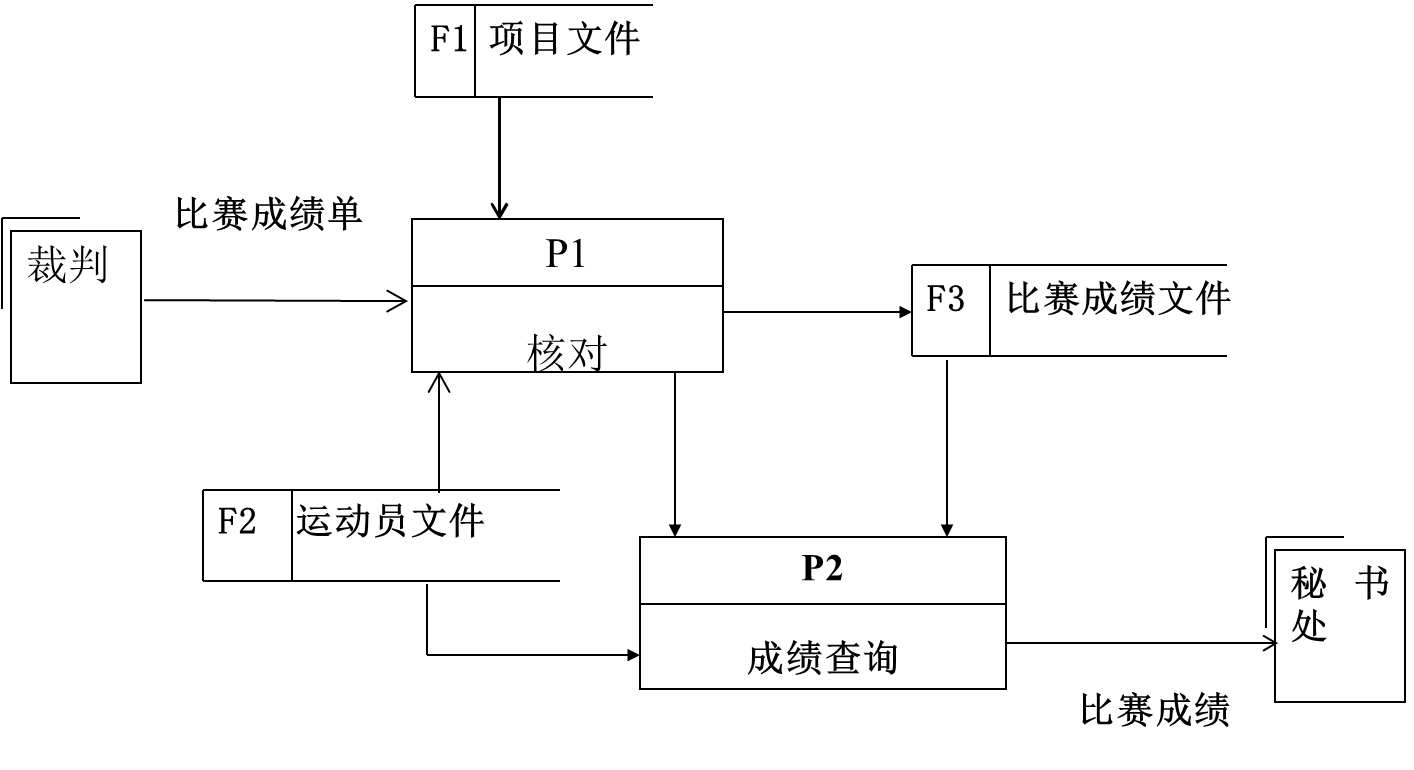 F1 项目文件
比赛成绩单
裁判
P1
核对
F3 比赛成绩文件
F2 运动员文件
P2
成绩查询
秘 书
处
比赛成绩